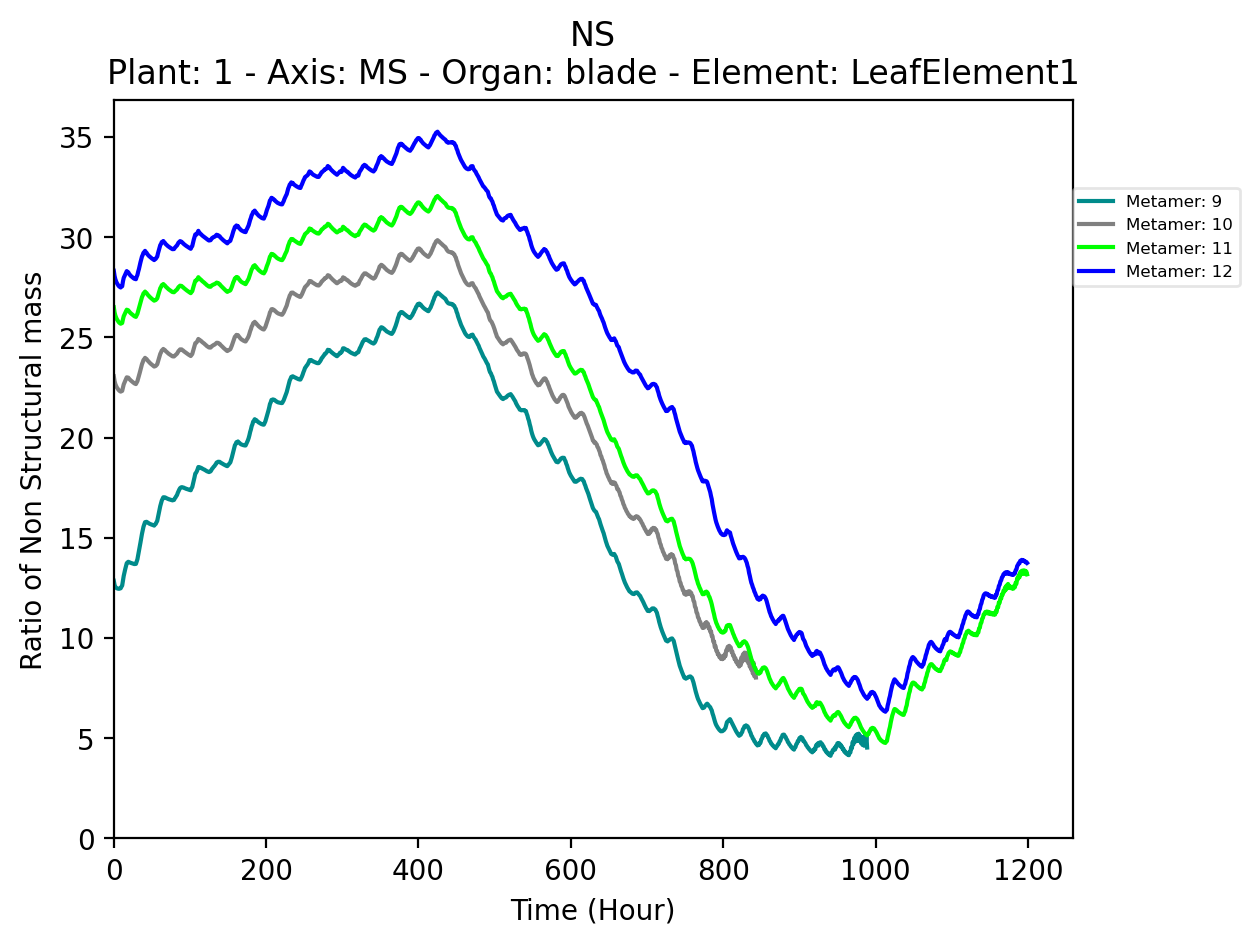 NS
Plant: 1 - Axis: MS - Organ: blade - Element: LeafElement1
35
30
25
20
15
10
5
0
Ratio of Non Structural mass
0 200 400 600 800 1000 1200
Time (Hour)
Metamer: 9
Metamer: 10
Metamer: 11
Metamer: 12